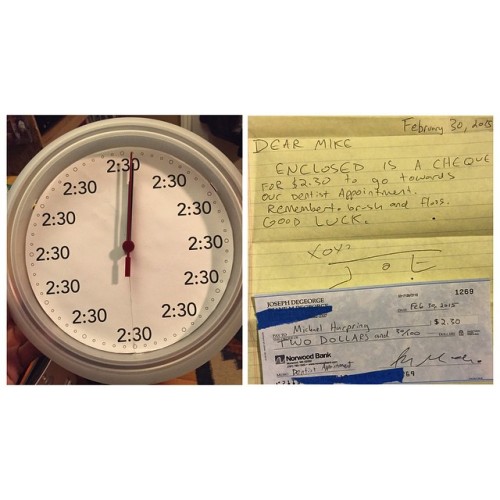 2:30
2:30
2:30
2:30
2:30
2:30
2:30
2:30
2:30
2:30
2:30
2:30
February 30, 2015
DEAR MIKE
ENCLOSED IS A CHEQUE
FOR $2.30 to go towards
our Dentist Appointment.
Remember. brush and floss.
GOOD LUCK.
XOXO
JOSEPH DEGEORGE
1269
Feb 30, 2015
Michael Harpring
$2.30
TWO DOLLARS and 30/100
Norwood Bank
Dentist Appointment